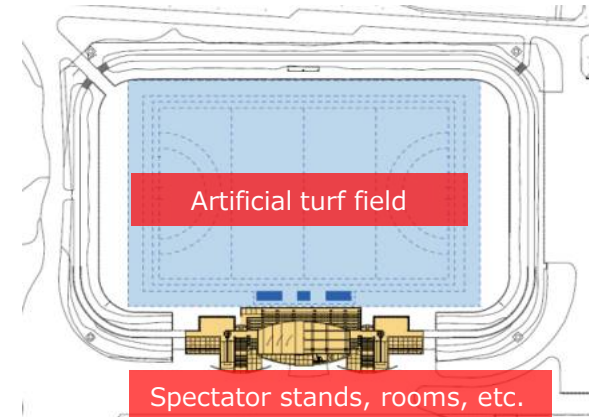 Artificial turf field
Spectator stands, rooms, etc.